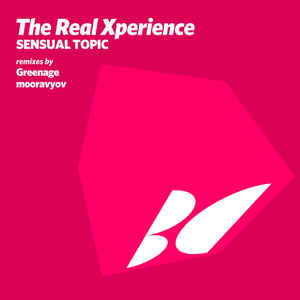 The Real Xperience
SENSUAL TOPIC
remixes by
Greenage
mooravyov